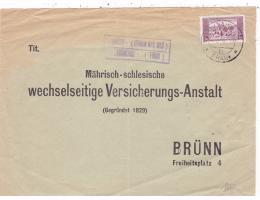 Tit.
Mährisch-schlesische
wechselseitige Versicherungs-Anstalt
(Gegründet 1829)
BRÜNN
Freiheitsplatz 4